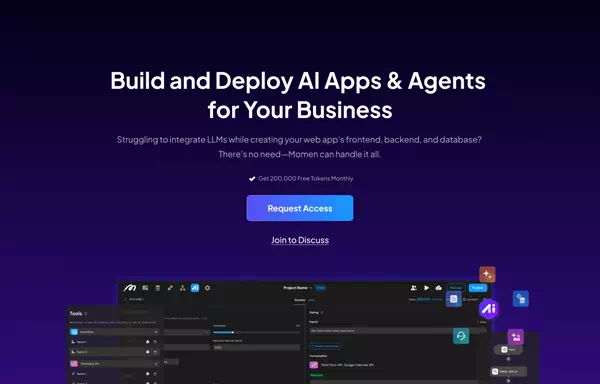 Build and Deploy AI Apps & Agents
for Your Business
Struggling to integrate LLMs while creating your web app's frontend, backend, and database?
There's no need—Momen can handle it all.
Get 200,000 Free Tokens Monthly
Request Access
Join to Discuss
Project Name
Publish
Tools
Ai